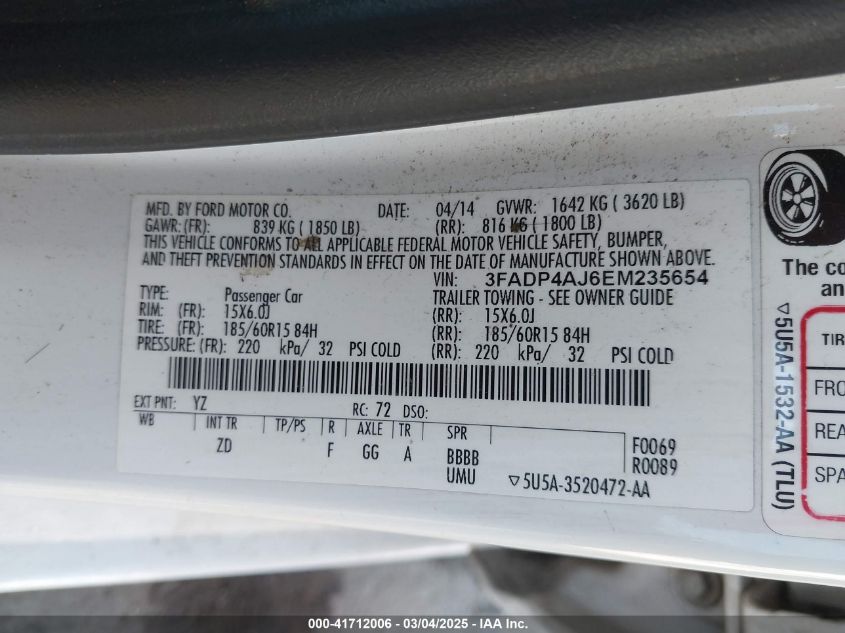 MFD. BY FORD MOTOR CO. DATE: 04/14 GVWR: 1642 KG ( 3620 LB)
GAWR: (FR): 839 KG ( 1850 LB) (RR): 816 KG ( 1800 LB)
THIS VEHICLE CONFORMS TO ALL APPLICABLE FEDERAL MOTOR VEHICLE SAFETY, BUMPER,
AND THEFT PREVENTION STANDARDS IN EFFECT ON THE DATE OF MANUFACTURE SHOWN ABOVE.
VIN: 3FADP4AJ6EM235654
TYPE: Passenger Car TRAILER TOWING - SEE OWNER GUIDE
RIM: (FR): 15X6.0J (RR): 15X6.0J
TIRE: (FR): 185/60R15 84H (RR): 185/60R15 84H
PRESSURE: (FR): 220 kPa/ 32 PSI COLD (RR): 220 kPa/ 32 PSI COLD
EXT PNT: YZ RC: 72 DSO:
WB INT TR TP/PS R AXLE TR SPR
ZD F GG A BBBB F0069
UMU R0089
▽5U5A-3520472-AA
▽5U5A-1532-AA (TLU)
The co
an
TIR
FRO
REA
SPA
000-41712006 — 03/04/2025 — IAA Inc.